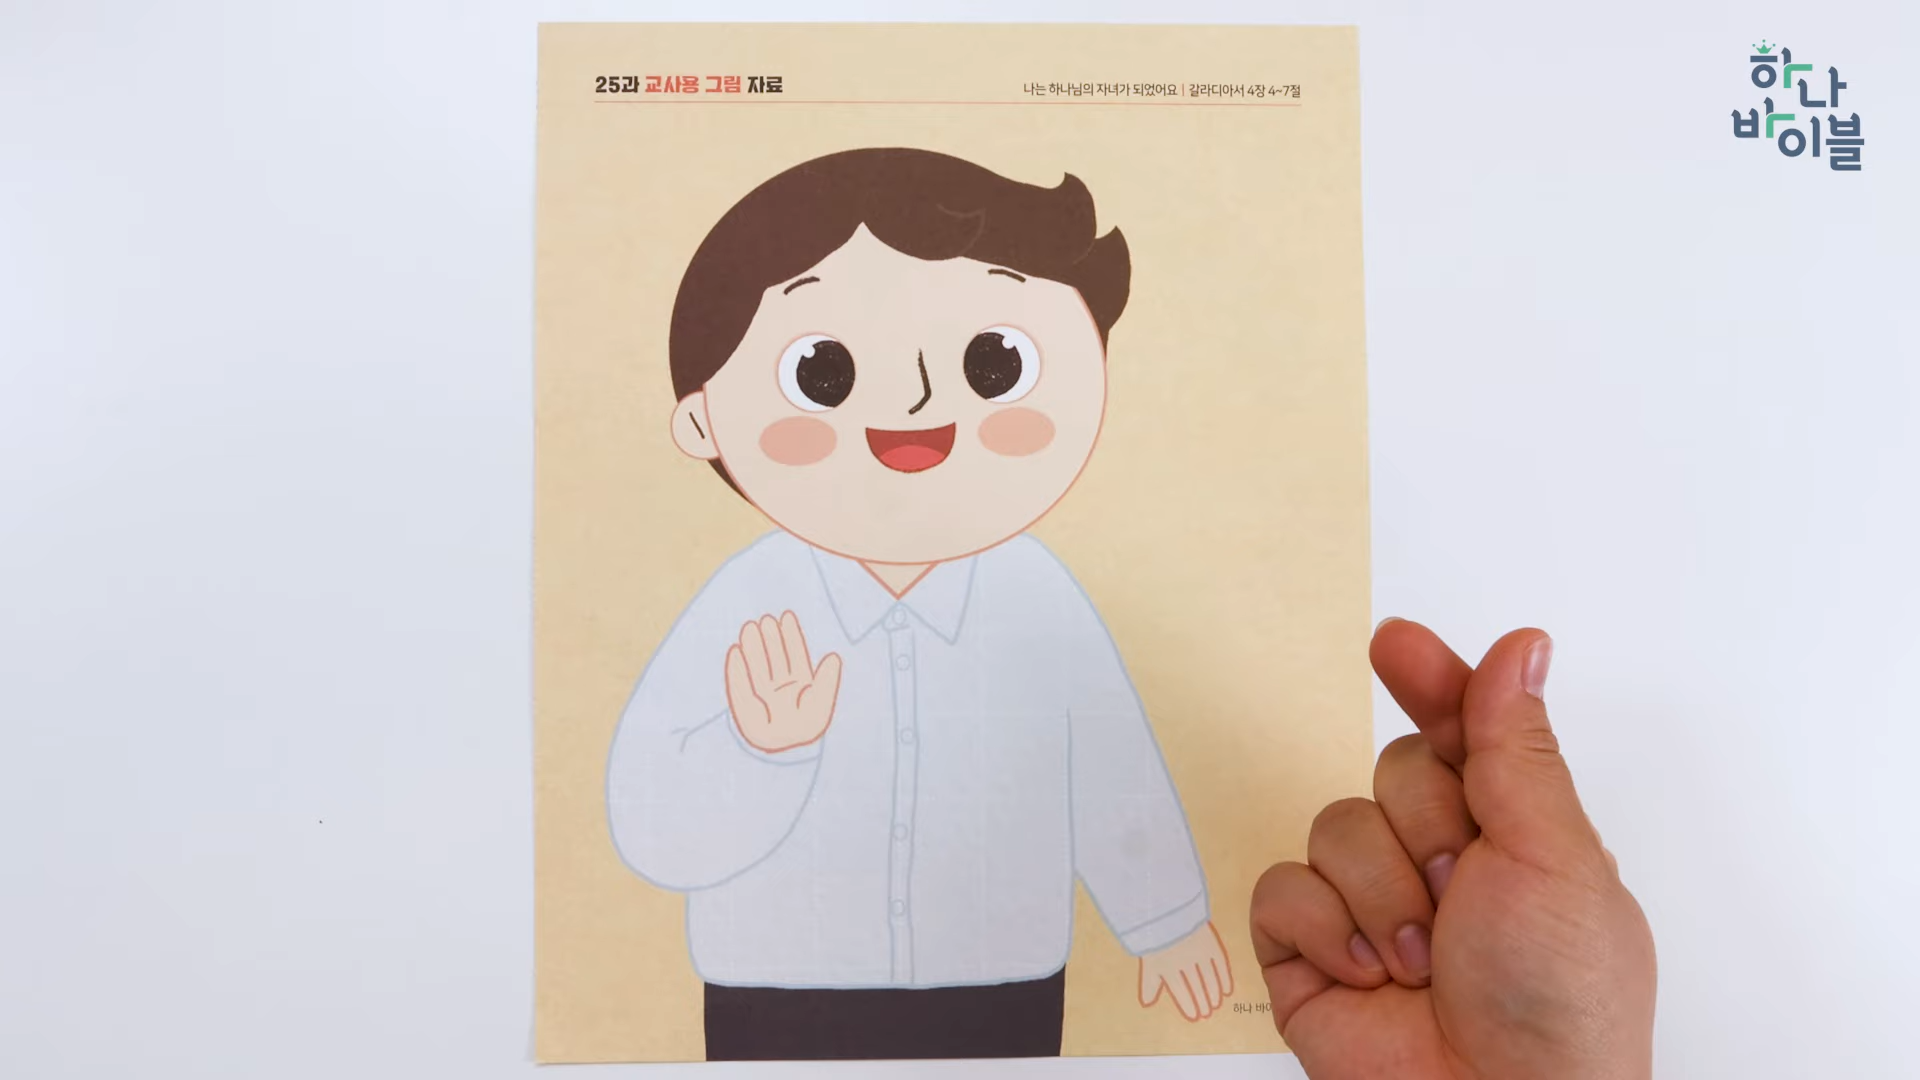 25과 교사용 그림 자료
나는 하나님의 자녀가 되었어요 | 갈라디아서 4장 4~7절
하나
바이블
하나